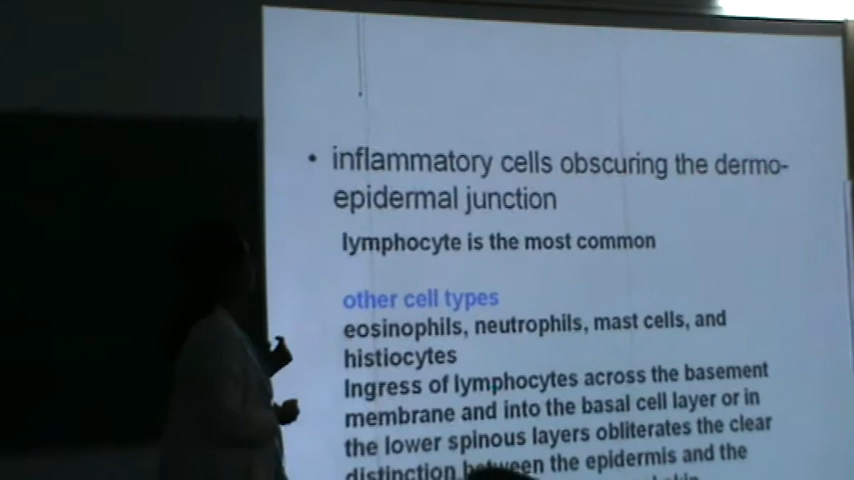 • inflammatory cells obscuring the dermo-
epidermal junction
lymphocyte is the most common
other cell types
eosinophils, neutrophils, mast cells, and
histiocytes
Ingress of lymphocytes across the basement
membrane and into the basal cell layer or in
the lower spinous layers obliterates the clear
distinction between the epidermis and the